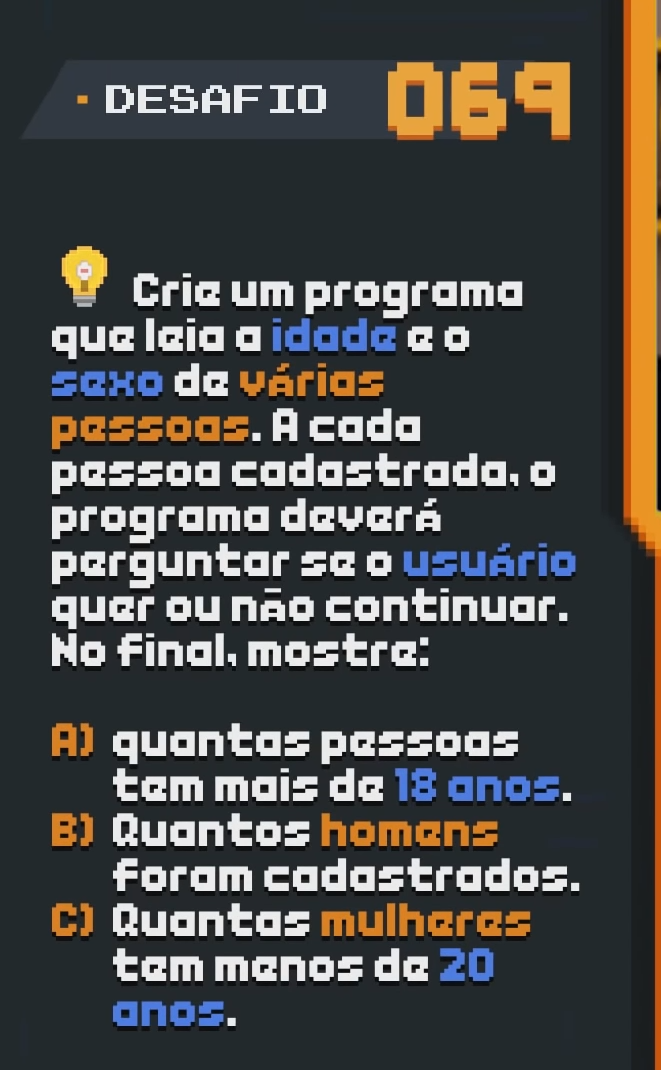 DESAFIO 069
Crie um programa
que leia a idade e o
sexo de várias
pessoas. A cada
pessoa cadastrada, o
programa deverá
perguntar se o usuário
quer ou não continuar.
No final, mostre:
A) quantas pessoas
tem mais de 18 anos.
B) Quantos homens
foram cadastrados.
C) Quantas mulheres
tem menos de 20
anos.